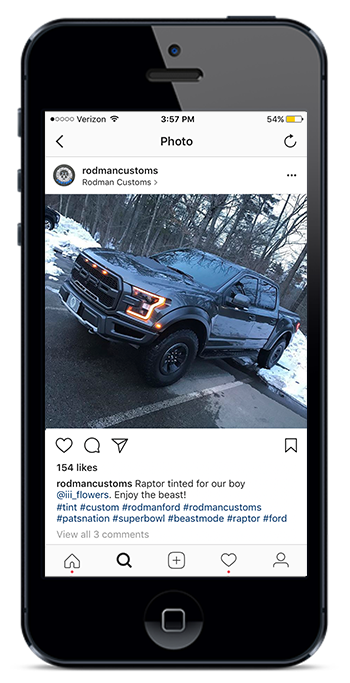 Verizon 3:57 PM 54%
Photo
rodmancustoms
Rodman Customs >
154 likes
rodmancustoms Raptor tinted for our boy
@iii_flowers. Enjoy the beast!
#tint #custom #rodmanford #rodmancustoms
#patsnation #superbowl #beastmode #raptor #ford
View all 3 comments